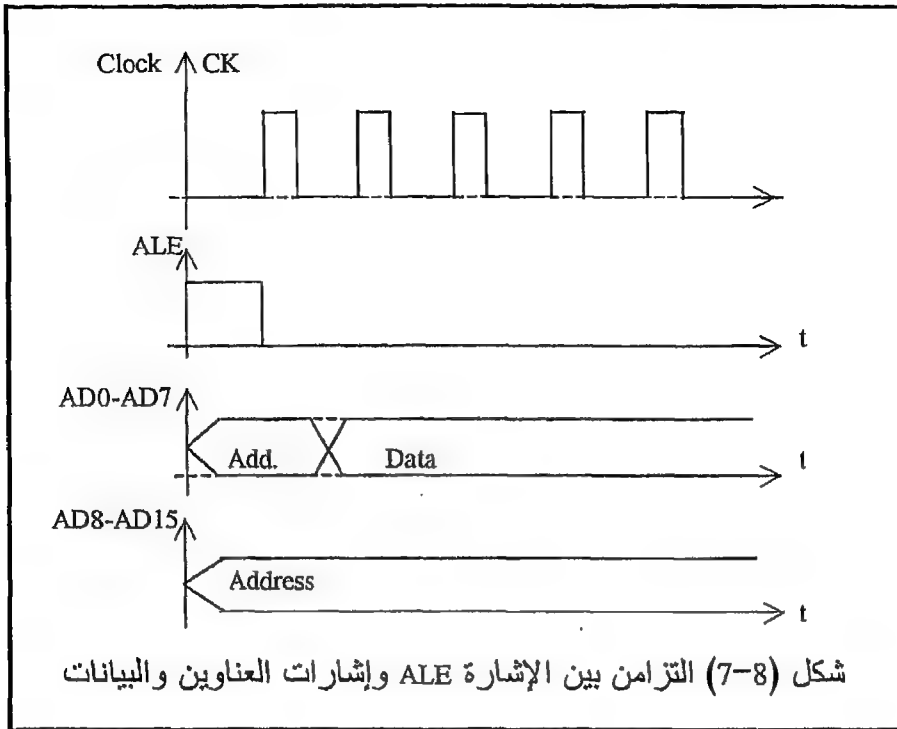 Clock CK
ALE
t
AD0-AD7
Add. Data
t
AD8-AD15
Address
t
شكل (8-7) التزامن بين الإشارة ALE وإشارات العناوين والبيانات